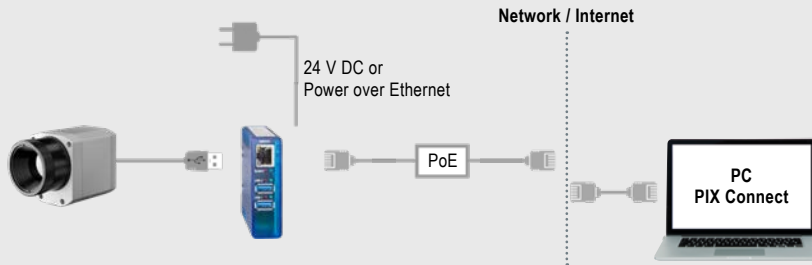 Network / Internet
24 V DC or
Power over Ethernet
PoE
PC
PIX Connect